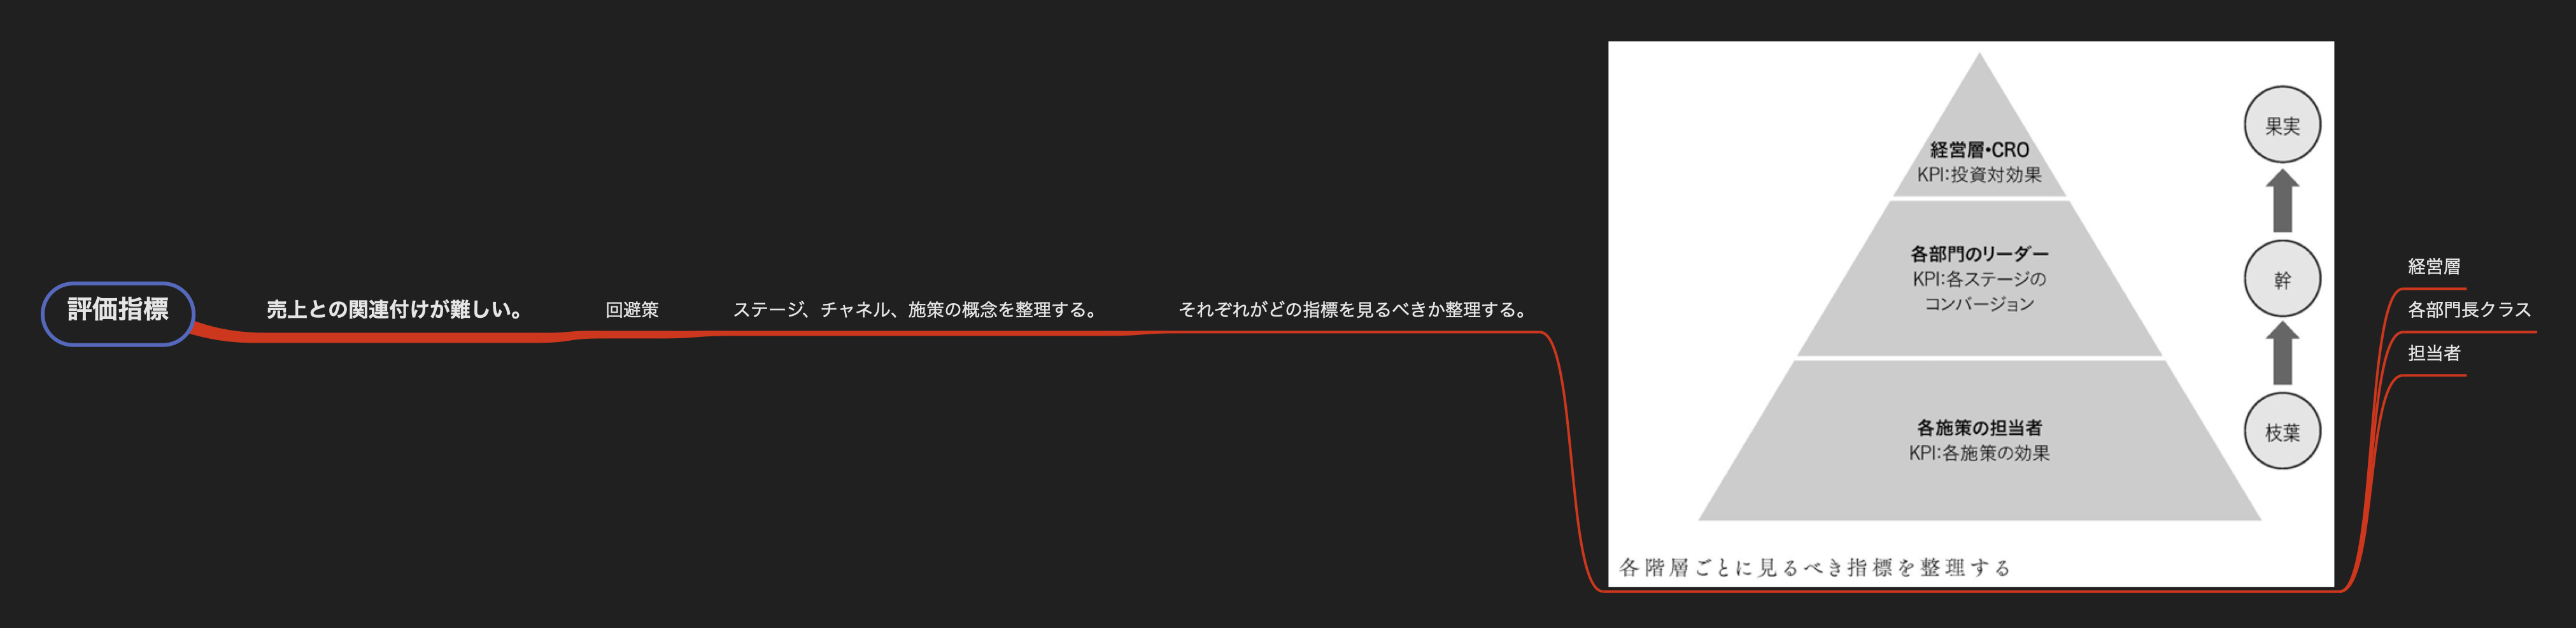 評価指標
売上との関連付けが難しい。
回避策
ステージ、チャネル、施策の概念を整理する。
それぞれがどの指標を見るべきか整理する。
経営層・CRO
KPI:投資対効果
各部門のリーダー
KPI:各ステージの
コンバージョン
各施策の担当者
KPI:各施策の効果
果実
幹
枝葉
各階層ごとに見るべき指標を整理する
経営層
各部門長クラス
担当者